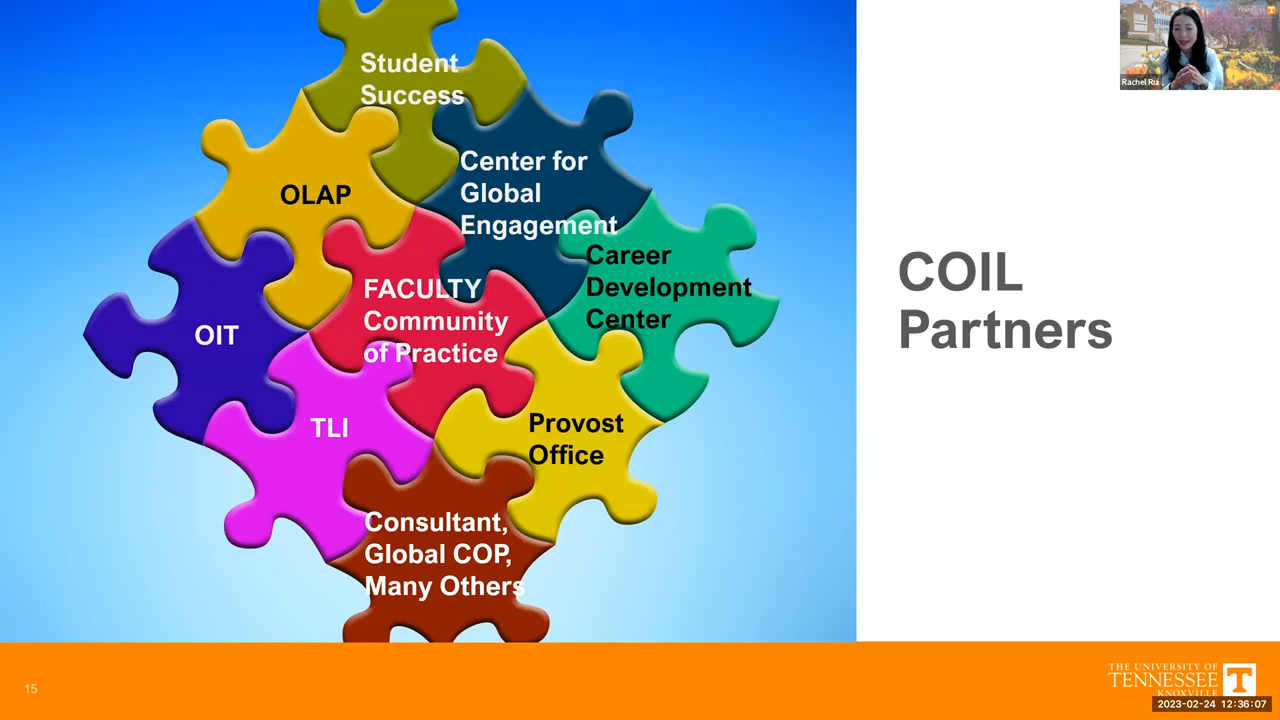 Student
Success
Center for
Global
Engagement
OLAP
Career
Development
Center
FACULTY
Community
of Practice
OIT
TLI
Provost
Office
Consultant,
Global COP,
Many Others
COIL
Partners
Rachel Rui
TENNESSEE
T
15
THE UNIVERSITY OF
TENNESSEE
KNOXVILLE
T
2023-02-24 12:36:07